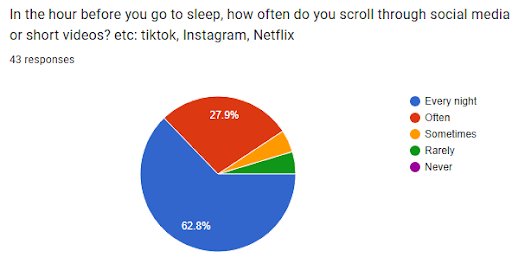 In the hour before you go to sleep, how often do you scroll through social media
or short videos? etc: tiktok, Instagram, Netflix
43 responses
Every night
Often
Sometimes
Rarely
Never
27.9%
62.8%